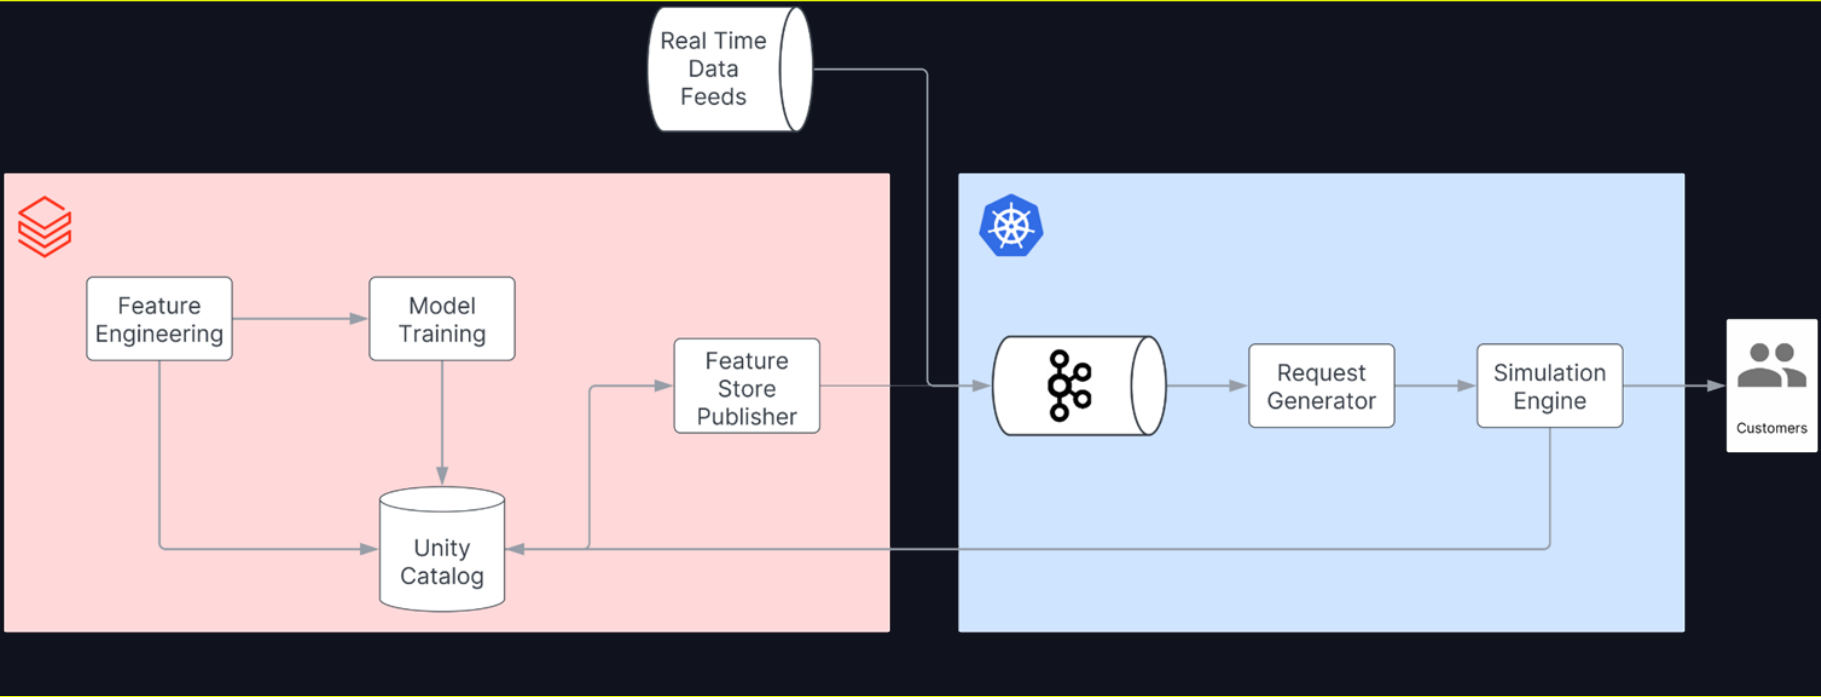 Real Time
Data
Feeds
Feature
Engineering
Model
Training
Feature
Store
Publisher
Unity
Catalog
Request
Generator
Simulation
Engine
Customers